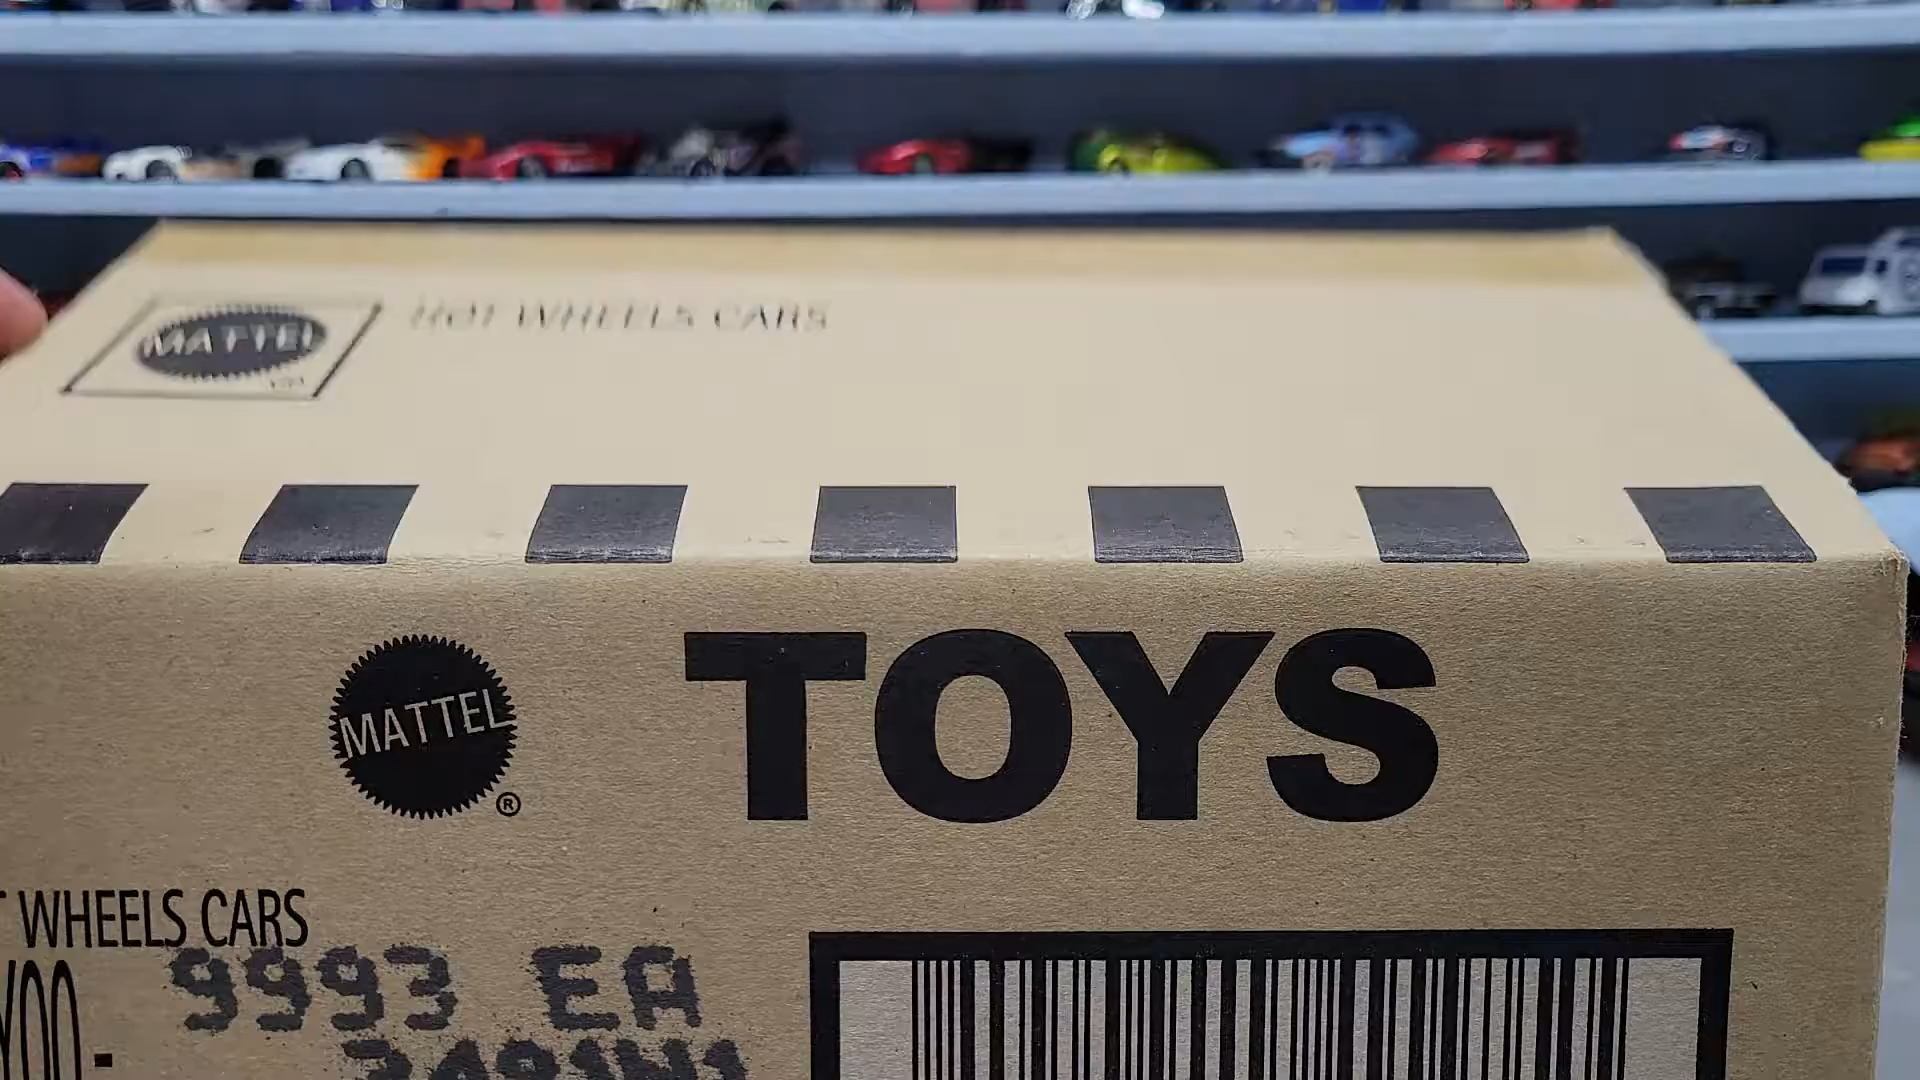 MATTEL
HOT WHEELS CARS
MATTEL ®
TOYS
WHEELS CARS
9993 EA